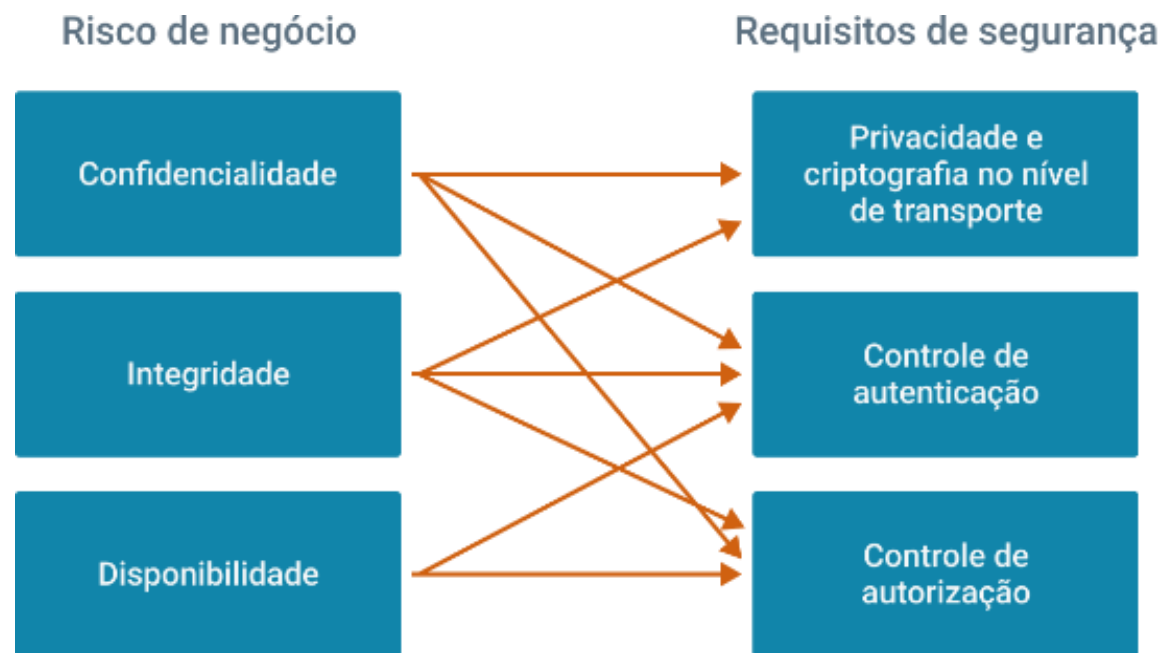 Risco de negócio
Requisitos de segurança
Confidencialidade
Privacidade e
criptografia no nível
de transporte
Integridade
Controle de
autenticação
Disponibilidade
Controle de
autorização